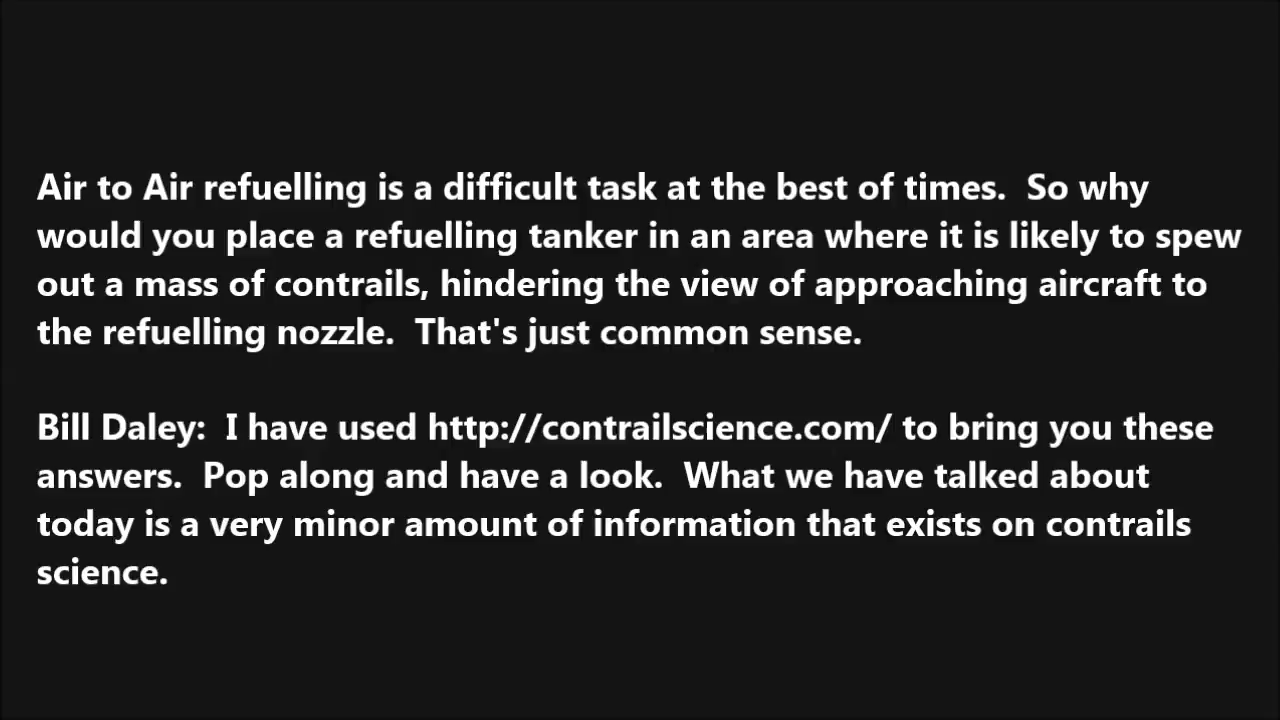 Air to Air refuelling is a difficult task at the best of times.  So why
would you place a refuelling tanker in an area where it is likely to spew
out a mass of contrails, hindering the view of approaching aircraft to
the refuelling nozzle.  That's just common sense.
Bill Daley:  I have used http://contrailscience.com/ to bring you these
answers.  Pop along and have a look.  What we have talked about
today is a very minor amount of information that exists on contrails
science.